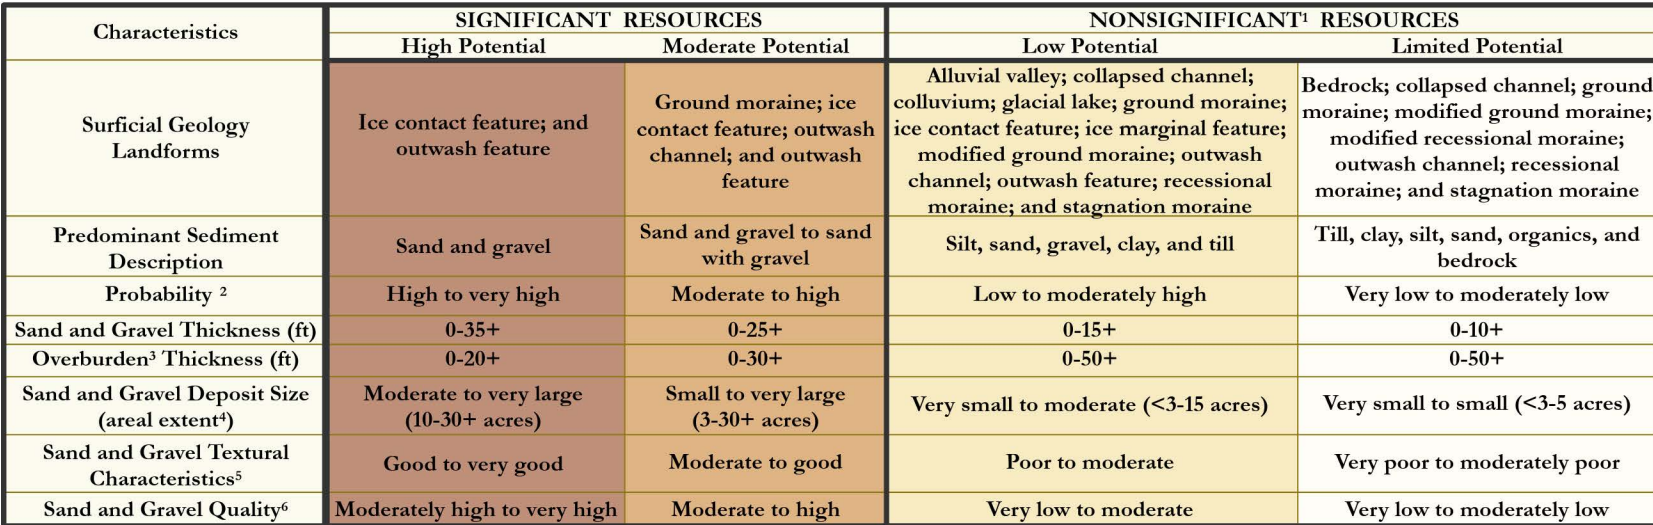 Characteristics
SIGNIFICANT RESOURCES
NONSIGNIFICANT¹ RESOURCES
High Potential
Moderate Potential
Low Potential
Limited Potential
Surficial Geology
Landforms
Ice contact feature; and
outwash feature
Ground moraine; ice
contact feature; outwash
channel; and outwash
feature
Alluvial valley; collapsed channel;
colluvium; glacial lake; ground moraine;
ice contact feature; ice marginal feature;
modified ground moraine; outwash
channel; outwash feature; recessional
moraine; and stagnation moraine
Bedrock; collapsed channel; ground
moraine; modified ground moraine;
modified recessional moraine;
outwash channel; recessional
moraine; and stagnation moraine
Predominant Sediment
Description
Sand and gravel
Sand and gravel to sand
with gravel
Silt, sand, gravel, clay, and till
Till, clay, silt, sand, organics, and
bedrock
Probability ²
High to very high
Moderate to high
Low to moderately high
Very low to moderately low
Sand and Gravel Thickness (ft)
0-35+
0-25+
0-15+
0-10+
Overburden³ Thickness (ft)
0-20+
0-30+
0-50+
0-50+
Sand and Gravel Deposit Size
(areal extent⁴)
Moderate to very large
(10-30+ acres)
Small to very large
(3-30+ acres)
Very small to moderate (<3-15 acres)
Very small to small (<3-5 acres)
Sand and Gravel Textural
Characteristics⁵
Good to very good
Moderate to good
Poor to moderate
Very poor to moderately poor
Sand and Gravel Quality⁶
Moderately high to very high
Moderate to high
Very low to moderate
Very low to moderately low